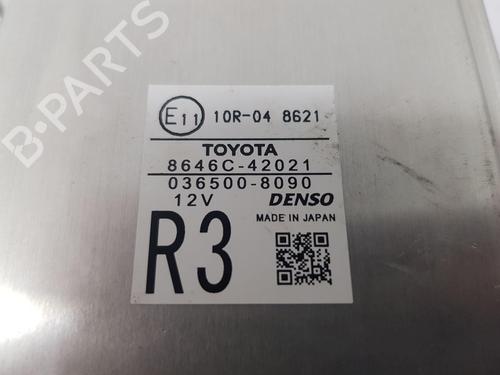 B-PARTS
E11 10R-04 8621
TOYOTA
8646C-42021
036500-8090
12V DENSO
MADE IN JAPAN
R3